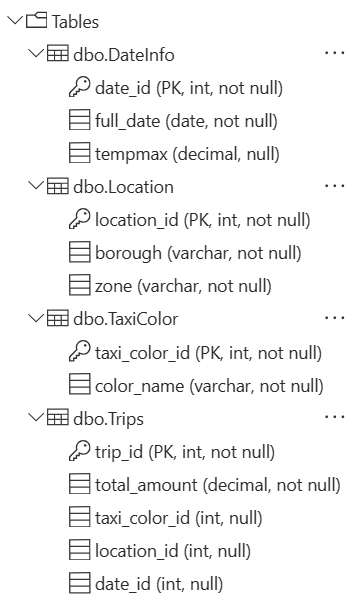 Tables
dbo.DateInfo ...
date_id (PK, int, not null)
full_date (date, not null)
tempmax (decimal, null)
dbo.Location ...
location_id (PK, int, not null)
borough (varchar, not null)
zone (varchar, not null)
dbo.TaxiColor ...
taxi_color_id (PK, int, not null)
color_name (varchar, not null)
dbo.Trips ...
trip_id (PK, int, not null)
total_amount (decimal, not null)
taxi_color_id (int, null)
location_id (int, null)
date_id (int, null)